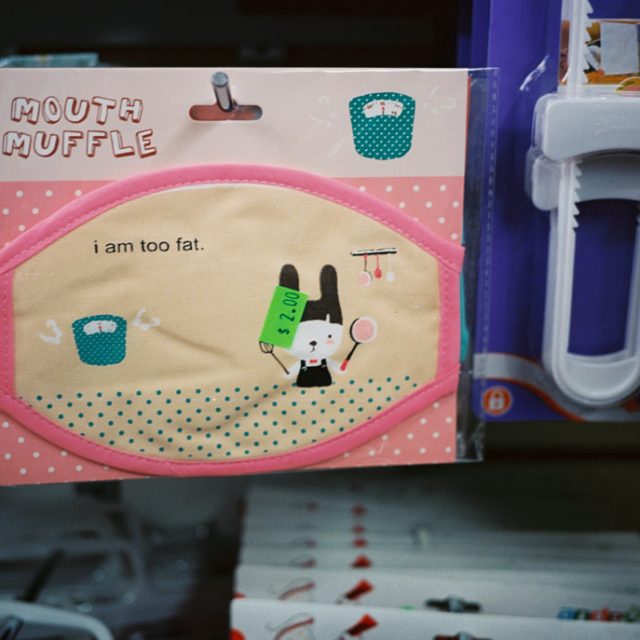 MOUTH
MUFFLE
i am too fat.
$ 2.00